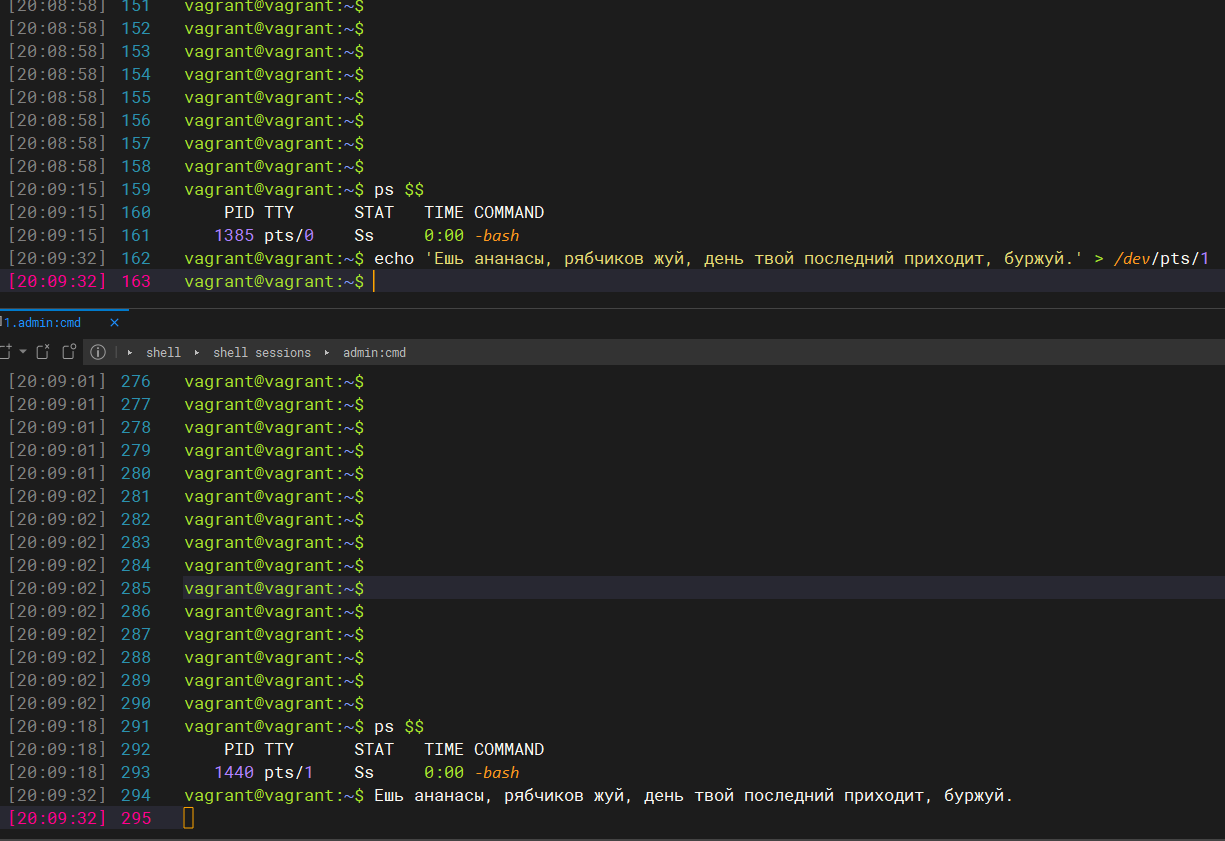 [20:08:58] 151 vagrant@vagrant:~$
[20:08:58] 152 vagrant@vagrant:~$
[20:08:58] 153 vagrant@vagrant:~$
[20:08:58] 154 vagrant@vagrant:~$
[20:08:58] 155 vagrant@vagrant:~$
[20:08:58] 156 vagrant@vagrant:~$
[20:08:58] 157 vagrant@vagrant:~$
[20:08:58] 158 vagrant@vagrant:~$
[20:09:15] 159 vagrant@vagrant:~$ ps $$
[20:09:15] 160 PID TTY STAT TIME COMMAND
[20:09:15] 161 1385 pts/0 Ss 0:00 -bash
[20:09:32] 162 vagrant@vagrant:~$ echo 'Ешь ананасы, рябчиков жуй, день твой последний приходит, буржуй.' > /dev/pts/1
[20:09:32] 163 vagrant@vagrant:~$
1.admin:cmd
shell shell sessions admin:cmd
[20:09:01] 276 vagrant@vagrant:~$
[20:09:01] 277 vagrant@vagrant:~$
[20:09:01] 278 vagrant@vagrant:~$
[20:09:01] 279 vagrant@vagrant:~$
[20:09:01] 280 vagrant@vagrant:~$
[20:09:02] 281 vagrant@vagrant:~$
[20:09:02] 282 vagrant@vagrant:~$
[20:09:02] 283 vagrant@vagrant:~$
[20:09:02] 284 vagrant@vagrant:~$
[20:09:02] 285 vagrant@vagrant:~$
[20:09:02] 286 vagrant@vagrant:~$
[20:09:02] 287 vagrant@vagrant:~$
[20:09:02] 288 vagrant@vagrant:~$
[20:09:02] 289 vagrant@vagrant:~$
[20:09:02] 290 vagrant@vagrant:~$
[20:09:18] 291 vagrant@vagrant:~$ ps $$
[20:09:18] 292 PID TTY STAT TIME COMMAND
[20:09:18] 293 1440 pts/1 Ss 0:00 -bash
[20:09:32] 294 vagrant@vagrant:~$ Ешь ананасы, рябчиков жуй, день твой последний приходит, буржуй.
[20:09:32] 295